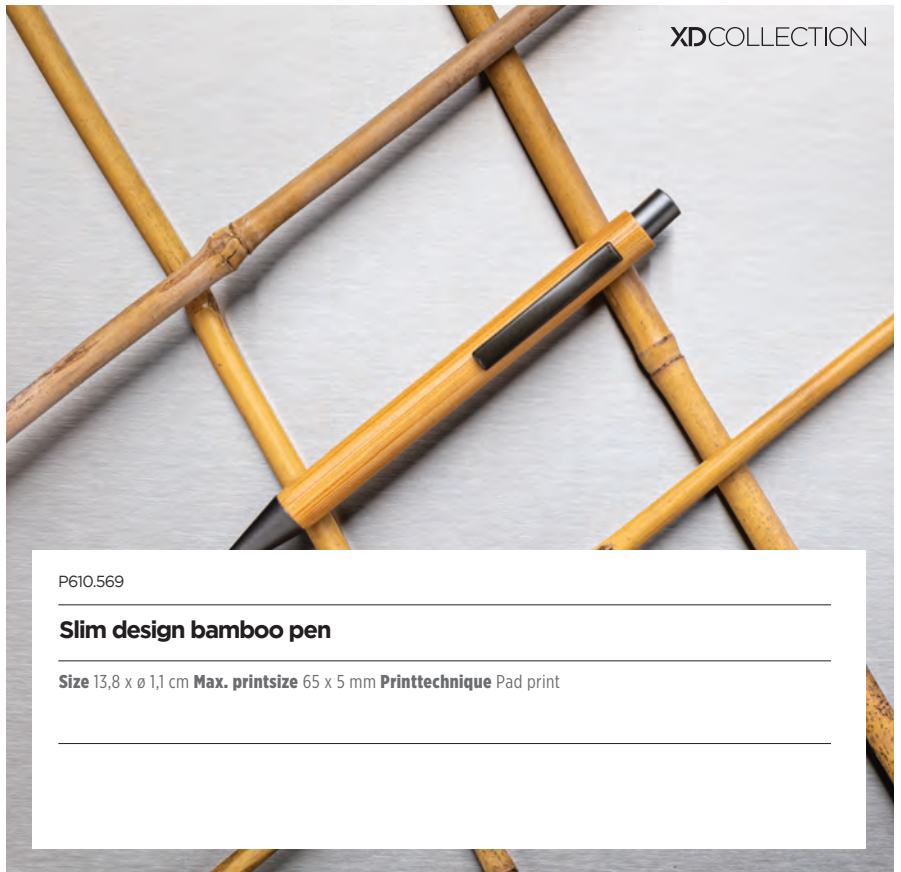 XDCOLLECTION
P610.569
Slim design bamboo pen
Size 13,8 x ø 1,1 cm Max. printsize 65 x 5 mm Printtechnique Pad print